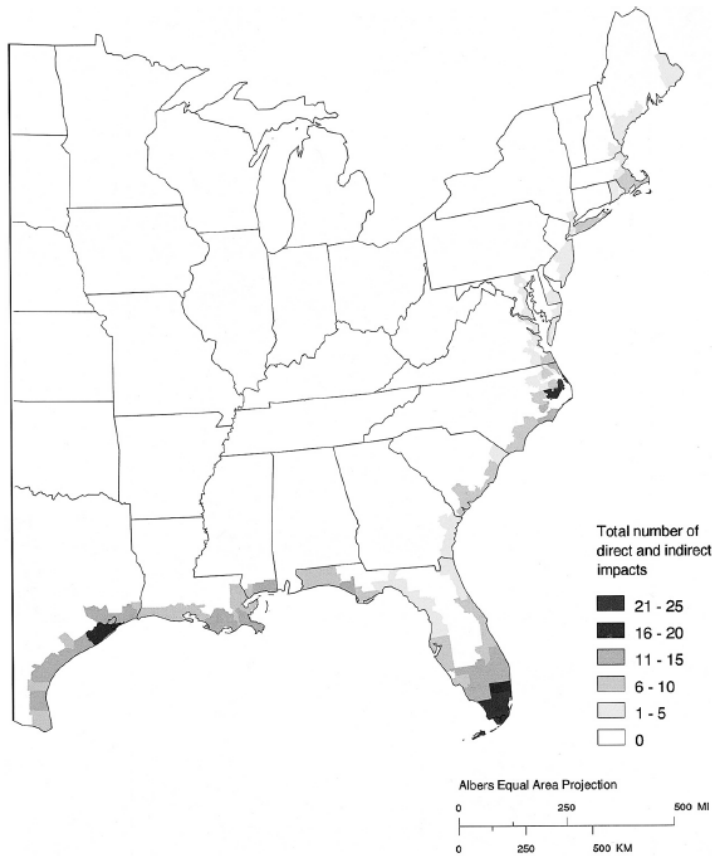 Total number of
direct and indirect
impacts
21 - 25
16 - 20
11 - 15
6 - 10
1 - 5
0
Albers Equal Area Projection
0 250 500 MI
0 250 500 KM